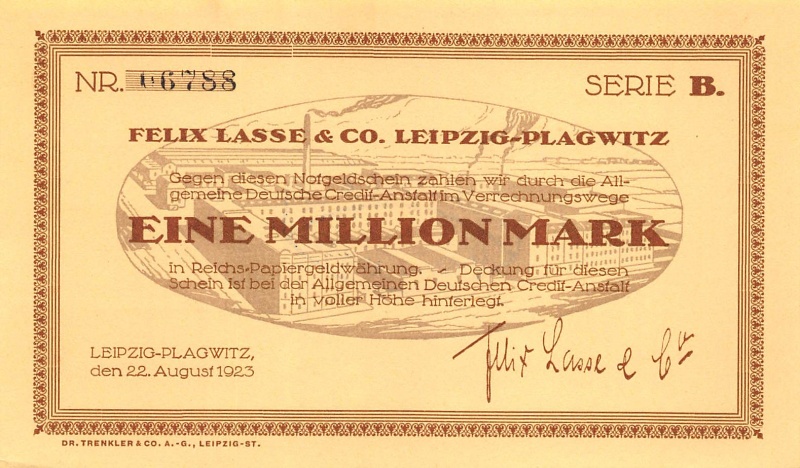 NR. 06788
SERIE B.
FELIX LASSE & CO. LEIPZIG-PLAGWITZ
Gegen diesen Notgeldschein zahlen wir durch die All-
gemeine Deutsche Credit-Anstalt im Verrechnungswege
EINE MILLION MARK
in Reichs-Papiergeldwährung. - Deckung für diesen
Schein ist bei der Allgemeinen Deutschen Credit-Anstalt
in voller Höhe hinterlegt.
LEIPZIG-PLAGWITZ,
den 22. August 1923
Felix Lasse & Co
DR. TRENKLER & CO. A.-G., LEIPZIG-ST.